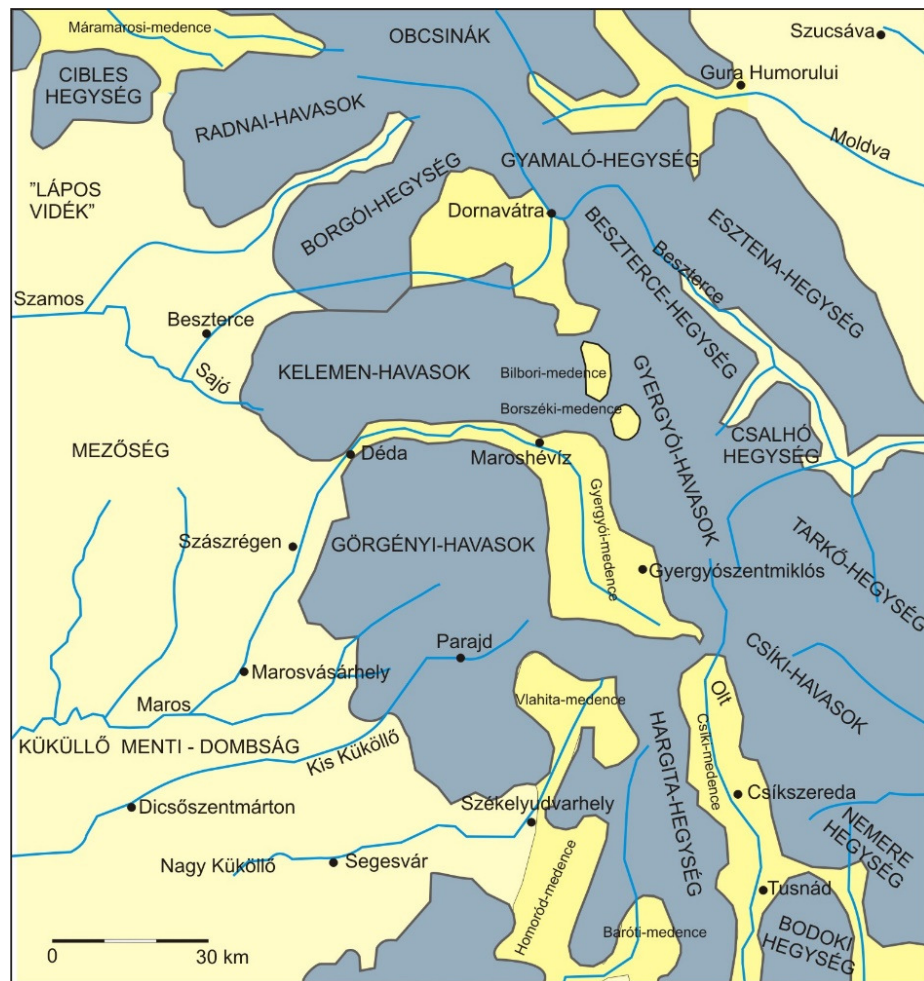 Máramarosi-medence
OBCSINÁK
Szucsáva
CIBLES
HEGYSÉG
Gura Humorului
RADNAI-HAVASOK
Moldva
GYAMALÓ-HEGYSÉG
"LÁPOS
VIDÉK"
BORGÓI-HEGYSÉG
Dornavátra
ESZTENA-HEGYSÉG
BESZTERCE-HEGYSÉG
Beszterce
Szamos
Beszterce
Sajó
KELEMEN-HAVASOK
Bilbori-medence
Borszéki-medence
GYERGYÓI-HAVASOK
CSALHÓ
HEGYSÉG
MEZŐSÉG
Déda
Maroshévíz
Gyergyói-medence
Szászrégen
GÖRGÉNYI-HAVASOK
Gyergyószentmiklós
TARKŐ-HEGYSÉG
Parajd
CSÍKI-HAVASOK
Marosvásárhely
Maros
Vlahita-medence
Olt
Csíki-medence
KÜKÜLLŐ MENTI - DOMBSÁG
Kis Küküllő
HARGITA-HEGYSÉG
Dicsőszentmárton
Székelyudvarhely
Csíkszereda
NEMERE
HEGYSÉG
Nagy Küküllő
Segesvár
Tusnád
Homoród-medence
Baróti-medence
BODOKI
HEGYSÉG
0 30 km